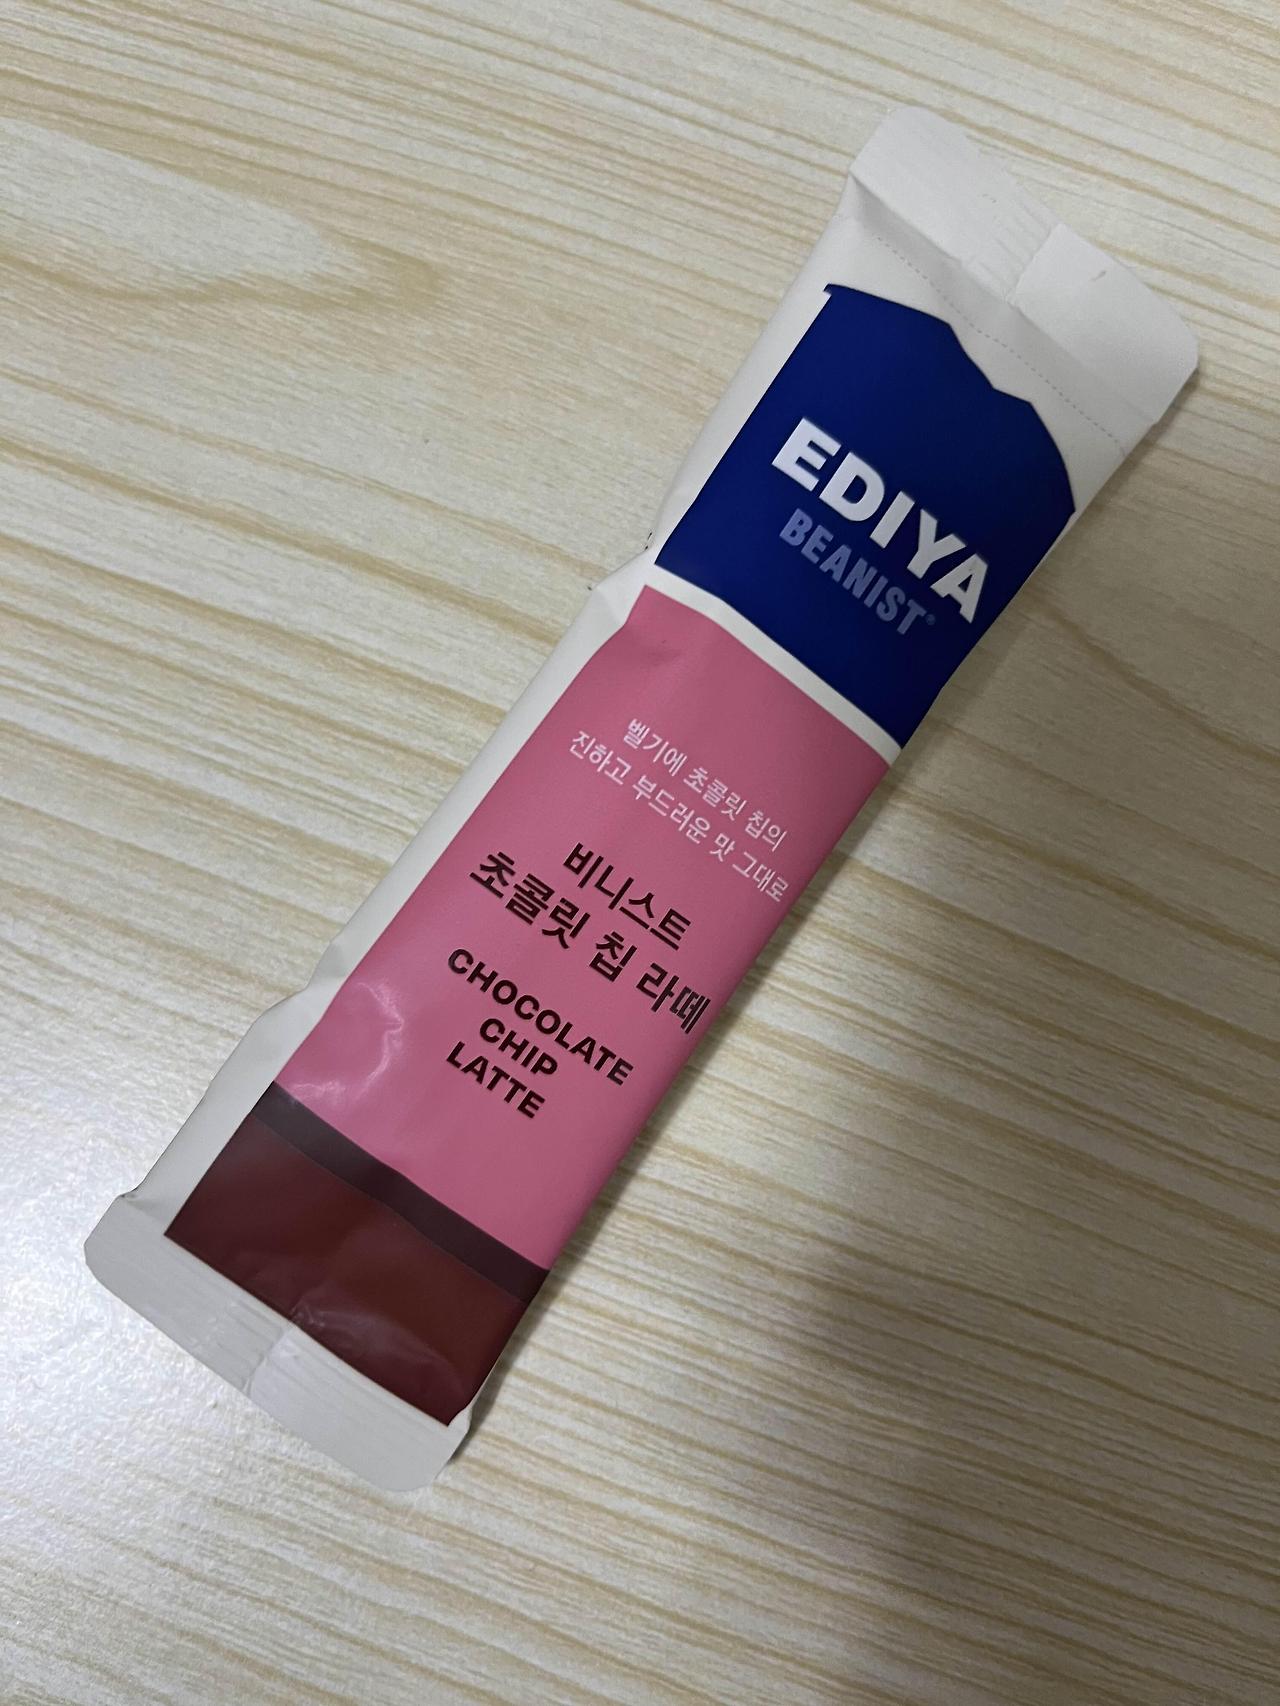 EDIYA
BEANIST®
벨기에 초콜릿 칩의
진하고 부드러운 맛 그대로
비니스트
초콜릿 칩 라떼
CHOCOLATE
CHIP
LATTE